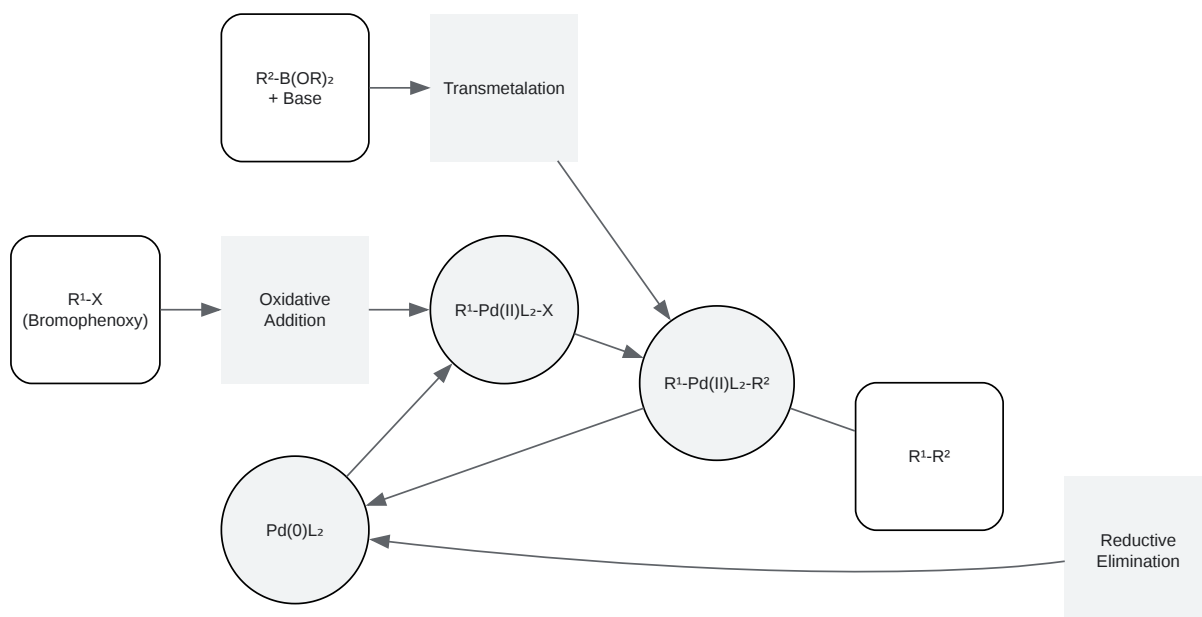 R²-B(OR)₂
+ Base
Transmetalation
R¹-X
(Bromophenoxy)
Oxidative
Addition
R¹-Pd(II)L₂-X
R¹-Pd(II)L₂-R²
R¹-R²
Pd(0)L₂
Reductive
Elimination